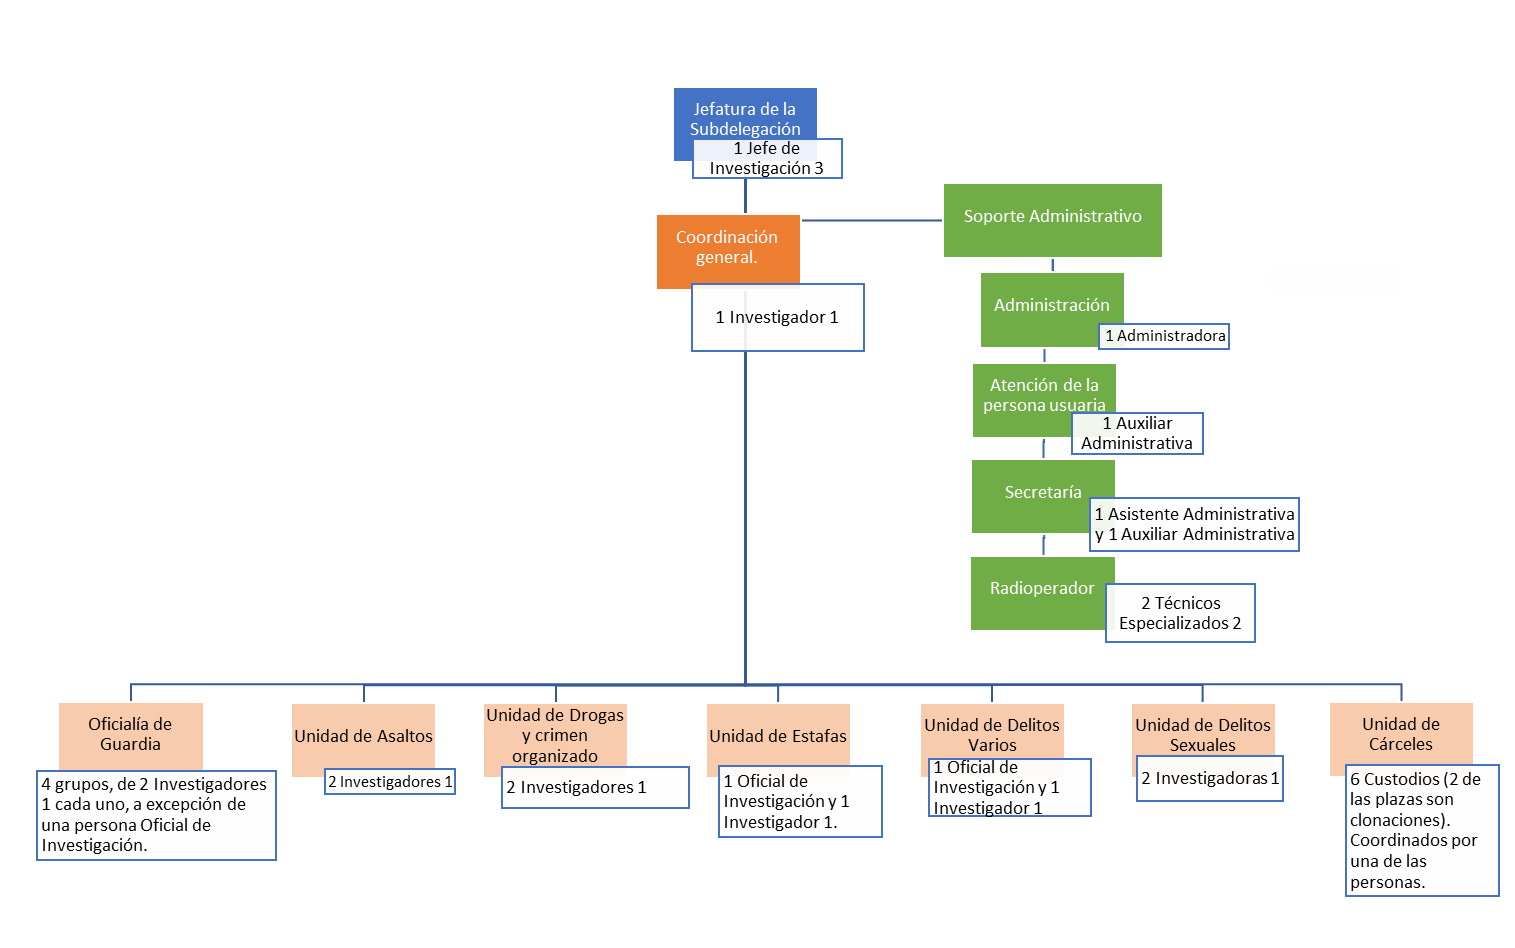 Jefatura de la
Subdelegación
1 Jefe de
Investigación 3
Coordinación
general.
1 Investigador 1
Soporte Administrativo
Administración
1 Administradora
Atención de la
persona usuaria
1 Auxiliar
Administrativa
Secretaría
1 Asistente Administrativa
y 1 Auxiliar Administrativa
Radioperador
2 Técnicos
Especializados 2
Oficialía de
Guardia
4 grupos, de 2 Investigadores
1 cada uno, a excepción de
una persona Oficial de
Investigación.
Unidad de Asaltos
2 Investigadores 1
Unidad de Drogas
y crimen
organizado
2 Investigadores 1
Unidad de Estafas
1 Oficial de
Investigación y 1
Investigador 1.
Unidad de Delitos
Varios
1 Oficial de
Investigación y 1
Investigador 1
Unidad de Delitos
Sexuales
2 Investigadoras 1
Unidad de
Cárceles
6 Custodios (2 de
las plazas son
clonaciones).
Coordinados por
una de las
personas.